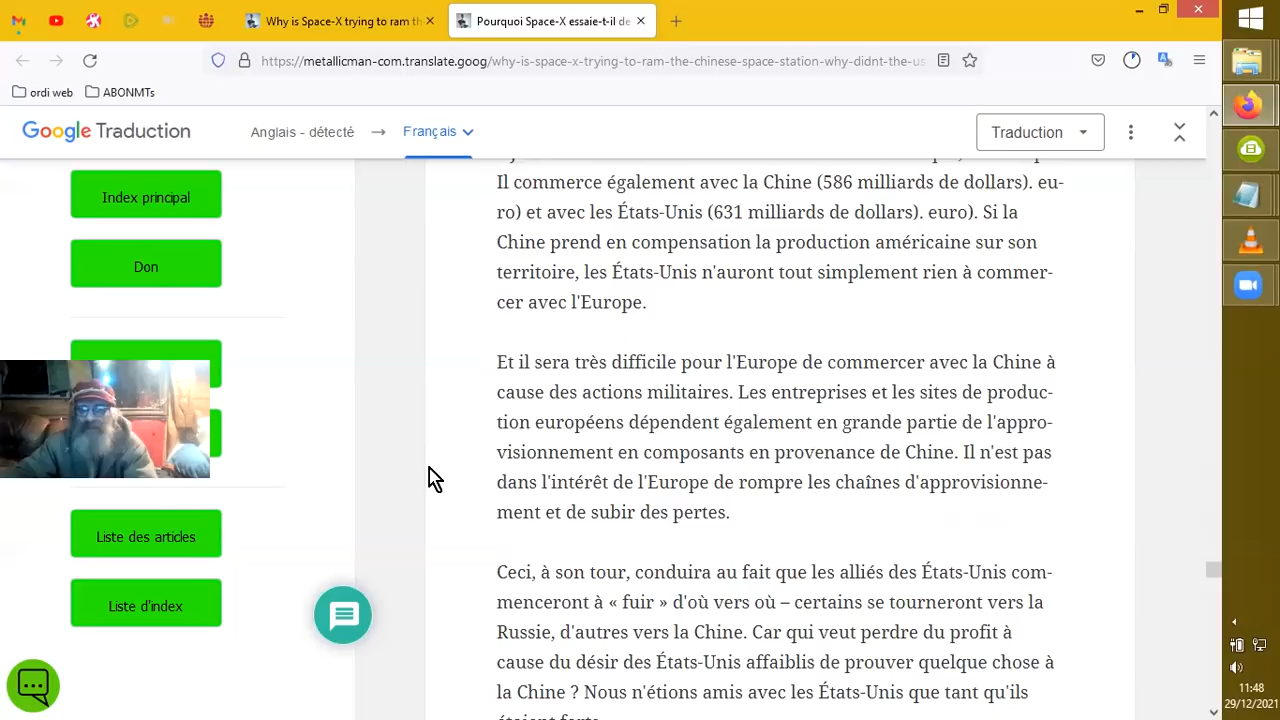 Why is Space-X trying to ram th
Pourquoi Space-X essaie-t-il de
https://metallicman-com.translate.goog/why-is-space-x-trying-to-ram-the-chinese-space-station-why-didnt-the-us
ordi web
ABONMTs
Google Traduction
Anglais - détecté
Français
Traduction
Index principal
Don
Liste des articles
Liste d'index
Il commerce également avec la Chine (586 milliards de dollars). eu-
ro) et avec les États-Unis (631 milliards de dollars). euro). Si la
Chine prend en compensation la production américaine sur son
territoire, les États-Unis n'auront tout simplement rien à commer-
cer avec l'Europe.
Et il sera très difficile pour l'Europe de commercer avec la Chine à
cause des actions militaires. Les entreprises et les sites de produc-
tion européens dépendent également en grande partie de l'appro-
visionnement en composants en provenance de Chine. Il n'est pas
dans l'intérêt de l'Europe de rompre les chaînes d'approvisionne-
ment et de subir des pertes.
Ceci, à son tour, conduira au fait que les alliés des États-Unis com-
menceront à « fuir » d'où vers où – certains se tourneront vers la
Russie, d'autres vers la Chine. Car qui veut perdre du profit à
cause du désir des États-Unis affaiblis de prouver quelque chose à
la Chine ? Nous n'étions amis avec les États-Unis que tant qu'ils
11:48
29/12/2021